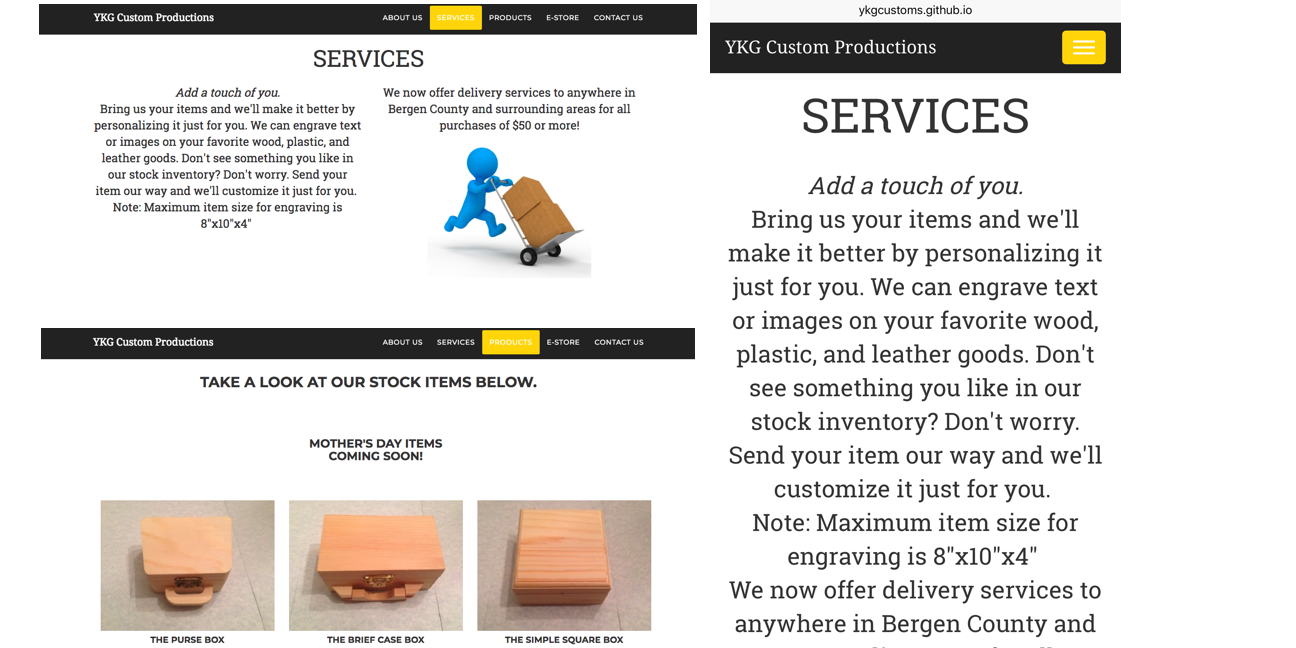 YKG Custom Productions
ABOUT US SERVICES PRODUCTS E-STORE CONTACT US
SERVICES
Add a touch of you.
Bring us your items and we'll make it better by
personalizing it just for you. We can engrave text
or images on your favorite wood, plastic, and
leather goods. Don't see something you like in
our stock inventory? Don't worry. Send your
item our way and we'll customize it just for you.
Note: Maximum item size for engraving is
8"x10"x4"
We now offer delivery services to anywhere in
Bergen County and surrounding areas for all
purchases of $50 or more!
YKG Custom Productions
ABOUT US SERVICES PRODUCTS E-STORE CONTACT US
TAKE A LOOK AT OUR STOCK ITEMS BELOW.
MOTHER'S DAY ITEMS
COMING SOON!
THE PURSE BOX
THE BRIEF CASE BOX
THE SIMPLE SQUARE BOX
ykgcustoms.github.io
YKG Custom Productions
SERVICES
Add a touch of you.
Bring us your items and we'll
make it better by personalizing it
just for you. We can engrave text
or images on your favorite wood,
plastic, and leather goods. Don't
see something you like in our
stock inventory? Don't worry.
Send your item our way and we'll
customize it just for you.
Note: Maximum item size for
engraving is 8"x10"x4"
We now offer delivery services to
anywhere in Bergen County and